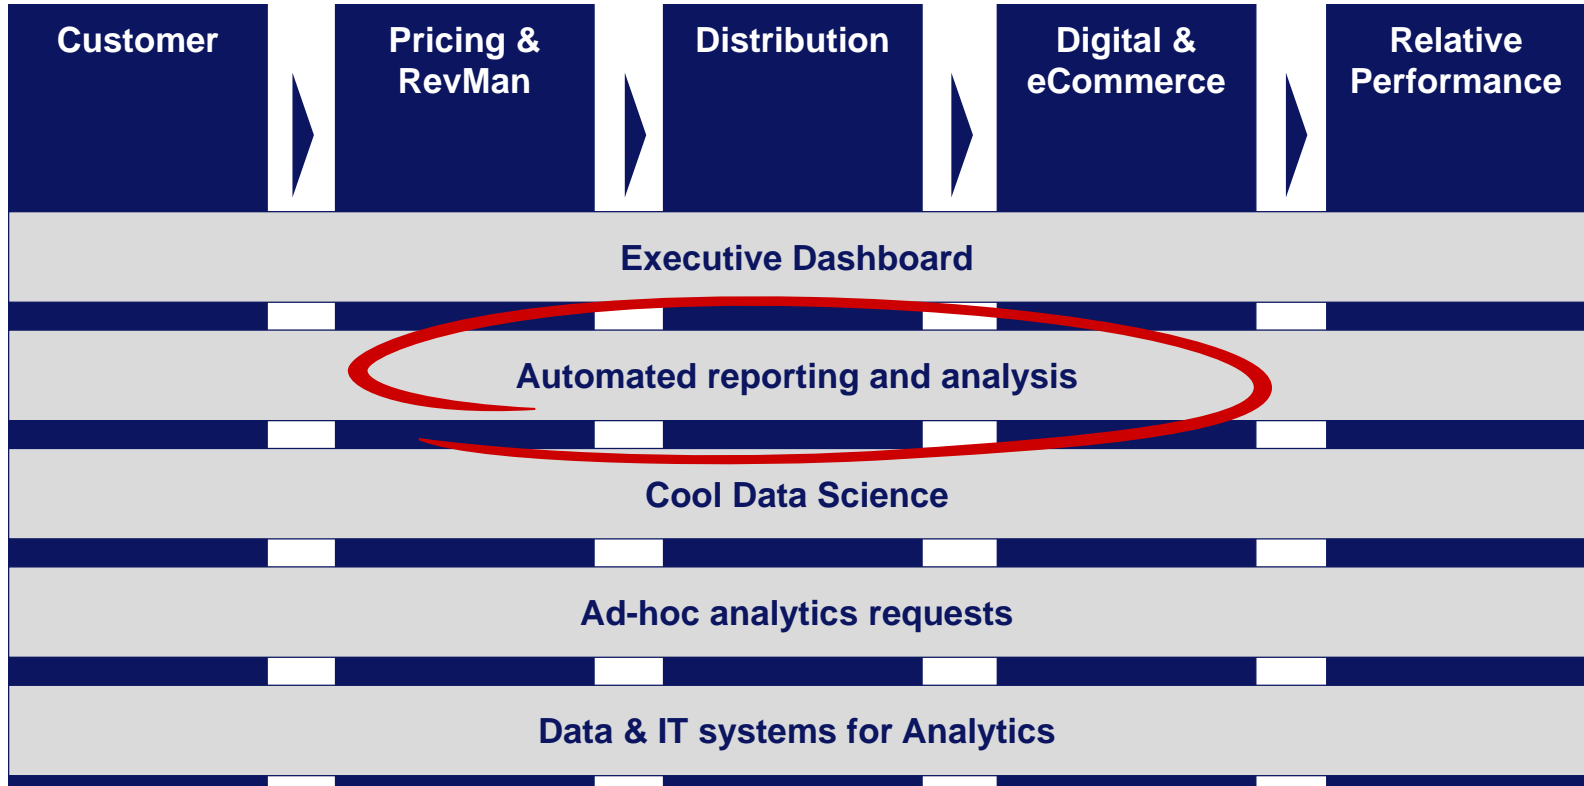 Customer
Pricing &
RevMan
Distribution
Digital &
eCommerce
Relative
Performance
Executive Dashboard
Automated reporting and analysis
Cool Data Science
Ad-hoc analytics requests
Data & IT systems for Analytics